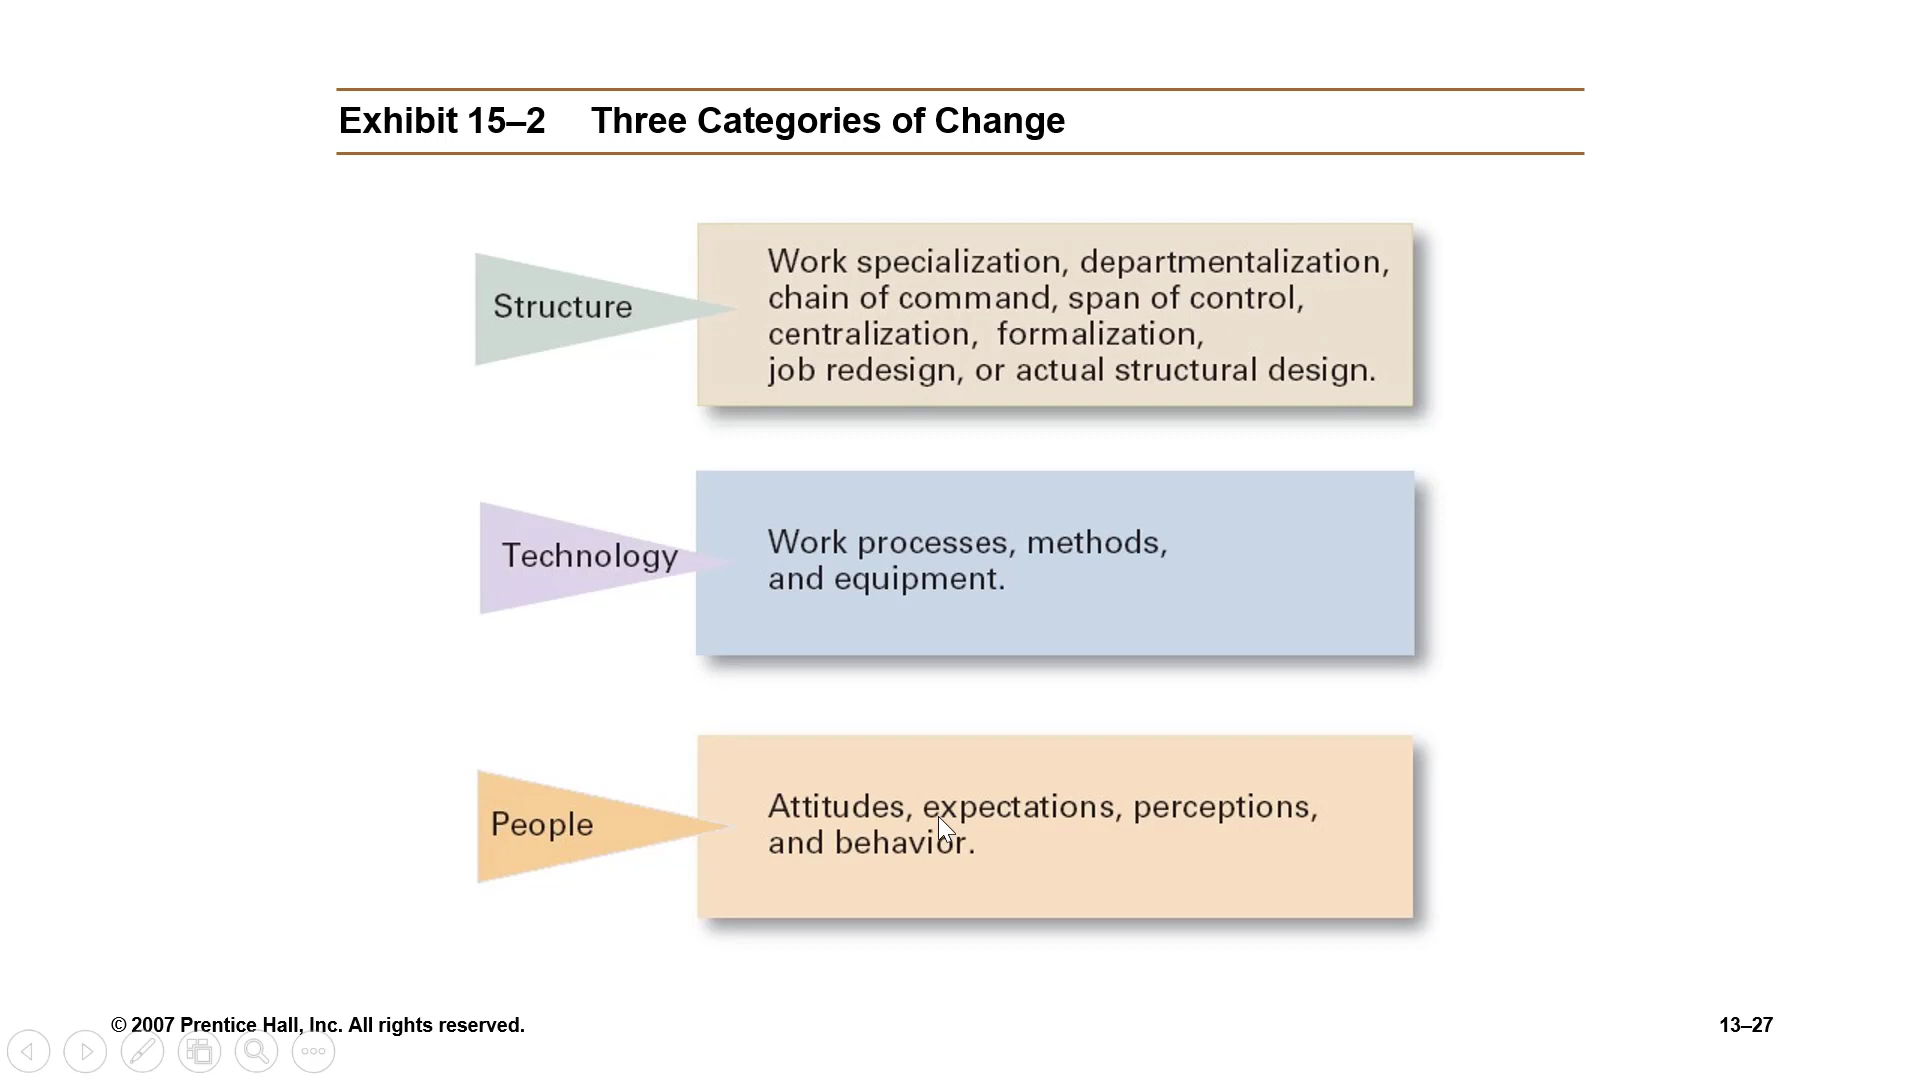 Exhibit 15–2 Three Categories of Change
Structure
Work specialization, departmentalization,
chain of command, span of control,
centralization, formalization,
job redesign, or actual structural design.
Technology
Work processes, methods,
and equipment.
People
Attitudes, expectations, perceptions,
and behavior.
© 2007 Prentice Hall, Inc. All rights reserved.
13–27